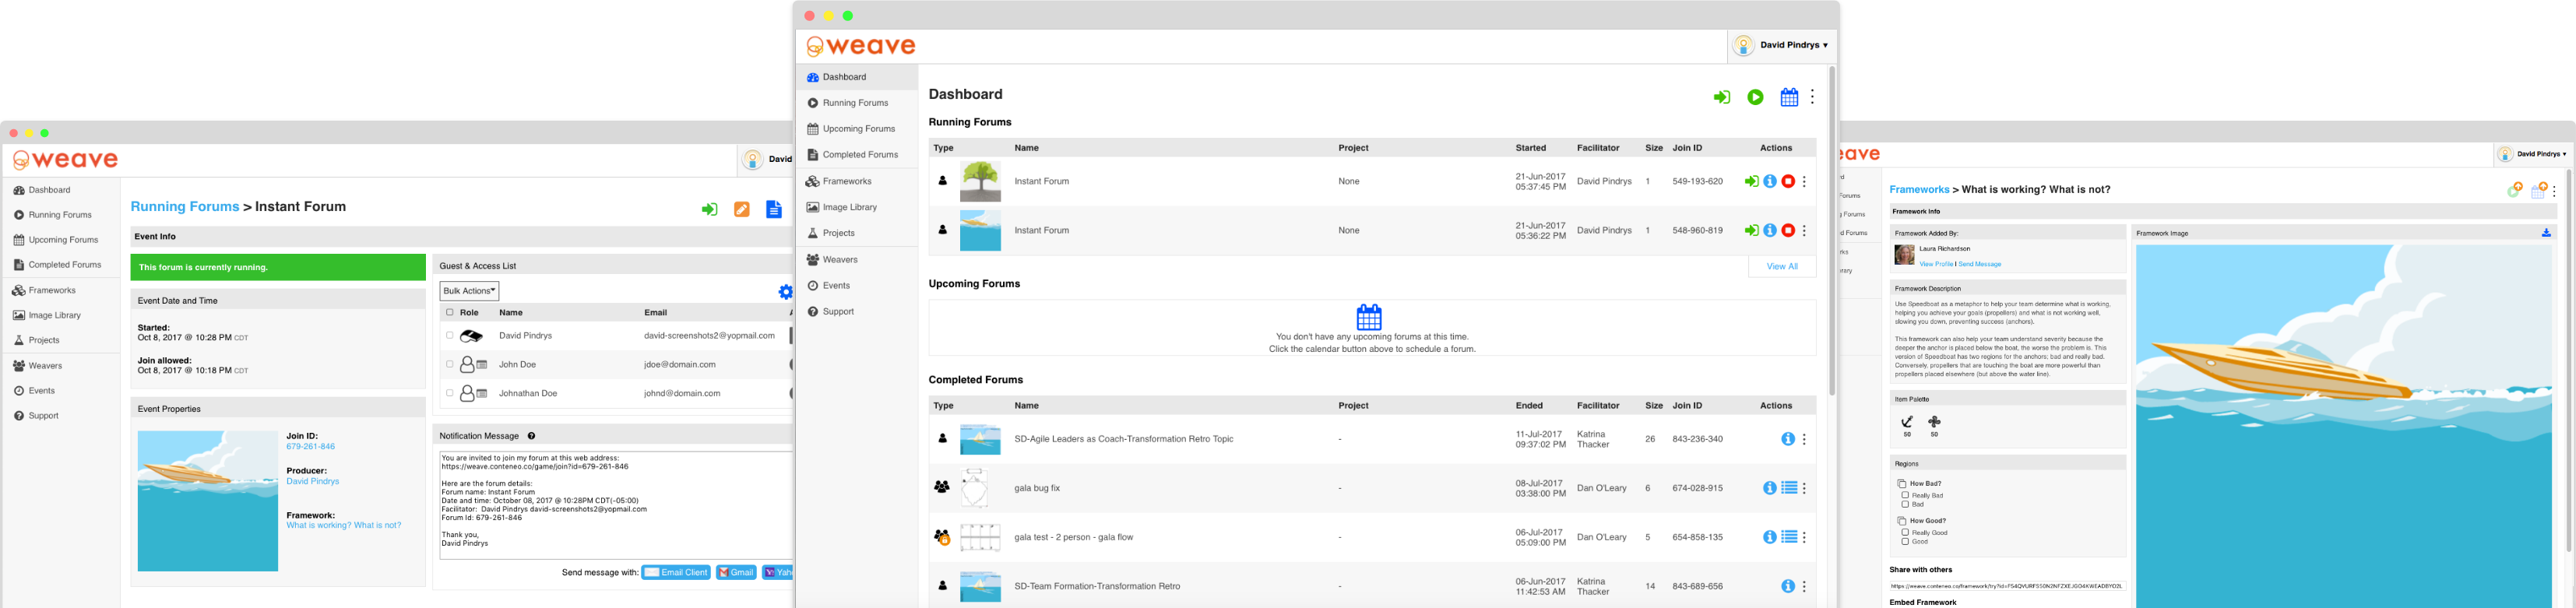 weave
David
Dashboard
Running Forums
Upcoming Forums
Completed Forums
Frameworks
Image Library
Projects
Weavers
Events
Support
Running Forums > Instant Forum
Event Info
This forum is currently running.
Event Date and Time
Started:
Oct 8, 2017 @ 10:28 PM CDT
Join allowed:
Oct 8, 2017 @ 10:18 PM CDT
Event Properties
Join ID:
679-261-846
Producer:
David Pindrys
Framework:
What is working? What is not?
Guest & Access List
Bulk Actions
Role Name Email
David Pindrys david-screenshots2@yopmail.com
John Doe jdoe@domain.com
Johnathan Doe johnd@domain.com
Notification Message
You are invited to join my forum at this web address:
https://weave.conteneo.co/game/join?id=679-261-846
Here are the forum details:
Forum name: Instant Forum
Date and time: October 08, 2017 @ 10:28PM CDT(-05:00)
Facilitator: David Pindrys david-screenshots2@yopmail.com
Forum Id: 679-261-846
Thank you,
David Pindrys
Send message with: Email Client Gmail Yah
weave
David Pindrys
Dashboard
Running Forums
Upcoming Forums
Completed Forums
Frameworks
Image Library
Projects
Weavers
Events
Support
Dashboard
Running Forums
Type Name Project Started Facilitator Size Join ID Actions
Instant Forum None 21-Jun-2017 05:37:45 PM David Pindrys 1 549-193-620
Instant Forum None 21-Jun-2017 05:36:22 PM David Pindrys 1 548-960-819
View All
Upcoming Forums
You don't have any upcoming forums at this time.
Click the calendar button above to schedule a forum.
Completed Forums
Type Name Project Ended Facilitator Size Join ID Actions
SD-Agile Leaders as Coach-Transformation Retro Topic - 11-Jul-2017 09:37:02 PM Katrina Thacker 26 843-236-340
gala bug fix - 08-Jul-2017 03:38:00 PM Dan O'Leary 6 674-028-915
gala test - 2 person - gala flow - 06-Jul-2017 05:09:00 PM Dan O'Leary 5 654-858-135
SD-Team Formation-Transformation Retro - 06-Jun-2017 11:42:53 AM Katrina Thacker 14 843-689-656
eave
David Pindrys
Frameworks > What is working? What is not?
Framework Info
Framework Added By:
Laura Richardson
View Profile | Send Message
Framework Description
Use Speedboat as a metaphor to help your team determine what is working,
helping you achieve your goals (propellers) and what is not working well,
slowing you down, preventing success (anchors).
This framework can also help your team understand severity because the
deeper the anchor is placed below the boat, the worse the problem is. This
version of Speedboat has two regions for the anchors; bad and really bad.
Conversely, propellers that are touching the boat are more powerful than
propellers placed elsewhere (but above the water line).
Item Palette
50 50
Regions
How Bad?
Really Bad
Bad
How Good?
Really Good
Good
Share with others
Embed Framework
Framework Image